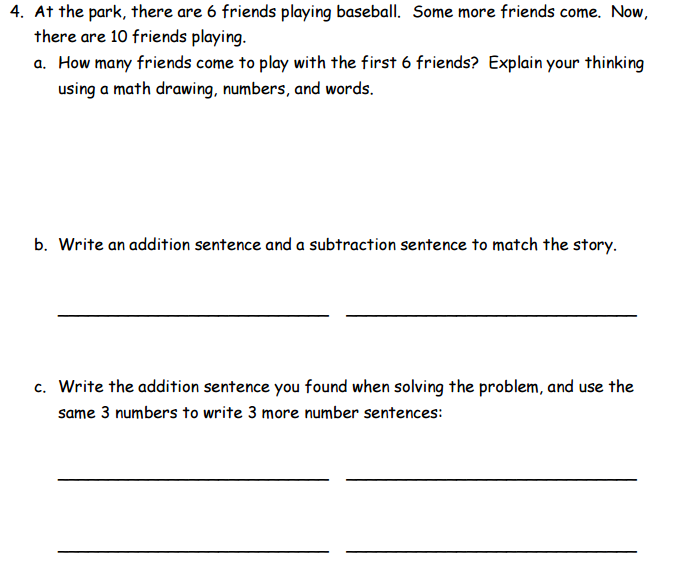 4. At the park, there are 6 friends playing baseball. Some more friends come. Now,
there are 10 friends playing.
a. How many friends come to play with the first 6 friends? Explain your thinking
using a math drawing, numbers, and words.
b. Write an addition sentence and a subtraction sentence to match the story.
c. Write the addition sentence you found when solving the problem, and use the
same 3 numbers to write 3 more number sentences: